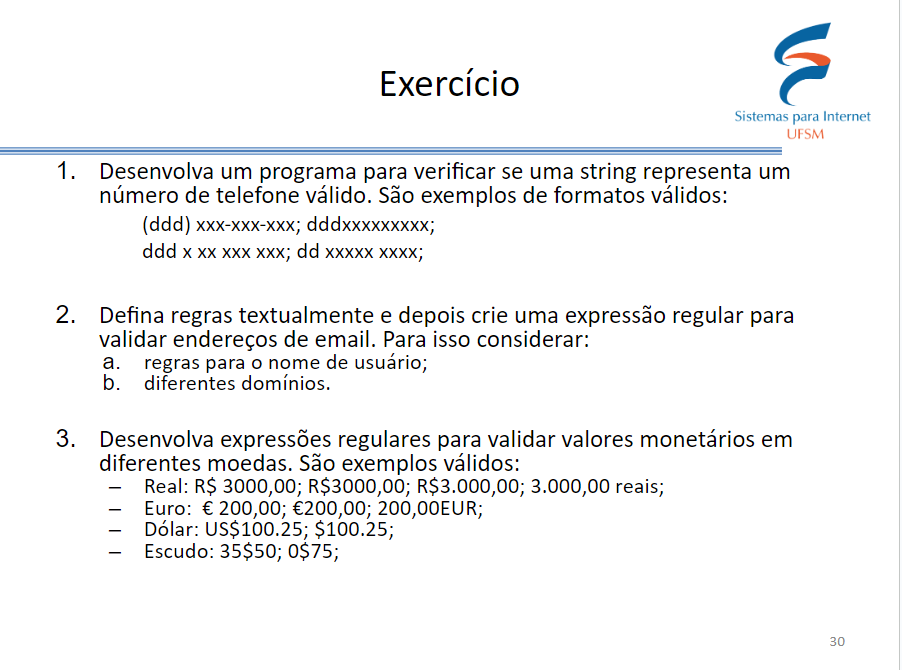 Exercício
Sistemas para Internet
UFSM
1. Desenvolva um programa para verificar se uma string representa um
número de telefone válido. São exemplos de formatos válidos:
(ddd) xxx-xxx-xxx; dddxxxxxxxxx;
ddd x xx xxx xxx; dd xxxxx xxxx;
2. Defina regras textualmente e depois crie uma expressão regular para
validar endereços de email. Para isso considerar:
a. regras para o nome de usuário;
b. diferentes domínios.
3. Desenvolva expressões regulares para validar valores monetários em
diferentes moedas. São exemplos válidos:
– Real: R$ 3000,00; R$3000,00; R$3.000,00; 3.000,00 reais;
– Euro: € 200,00; €200,00; 200,00EUR;
– Dólar: US$100.25; $100.25;
– Escudo: 35$50; 0$75;
30